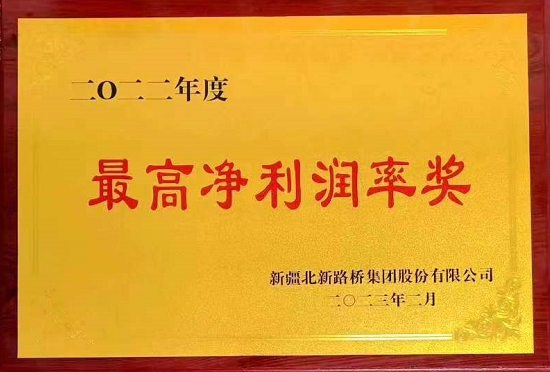 二〇二二年度
最高净利润率奖
新疆北新路桥集团股份有限公司
二〇二三年二月